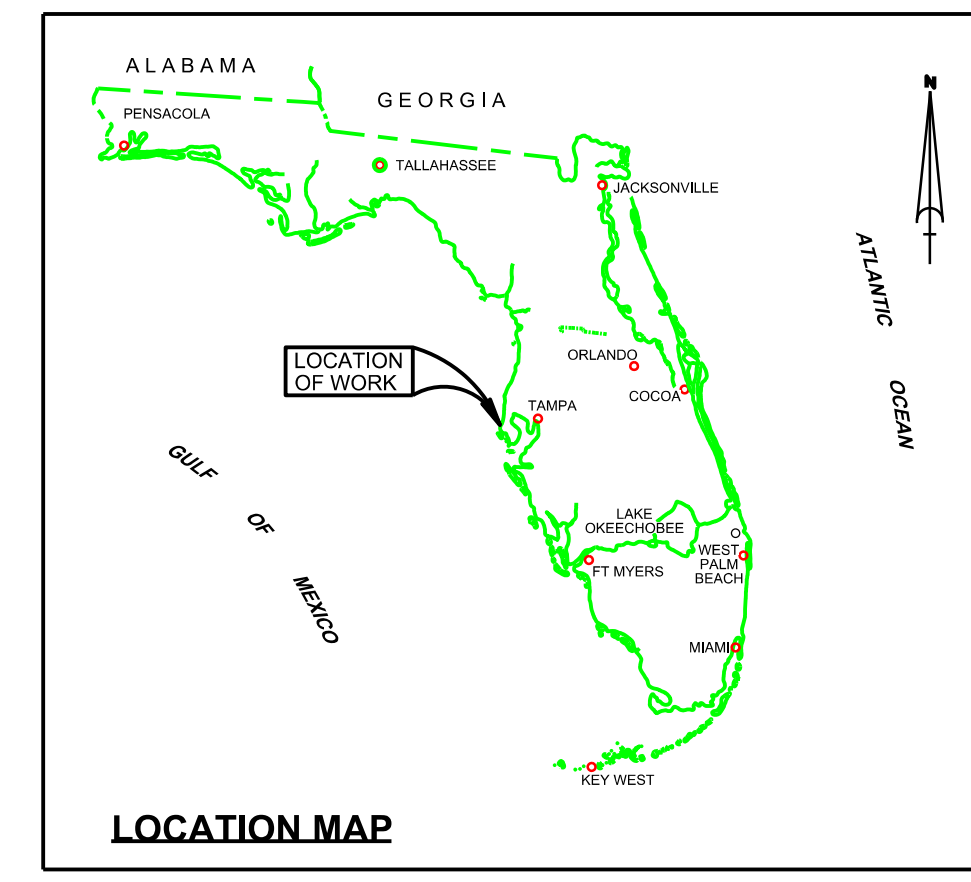 ALABAMA
GEORGIA
N
PENSACOLA
TALLAHASSEE
JACKSONVILLE
ATLANTIC
OCEAN
LOCATION
OF WORK
ORLANDO
COCOA
TAMPA
GULF
OF
MEXICO
LAKE
OKEECHOBEE
WEST
PALM
BEACH
FT MYERS
MIAMI
KEY WEST
LOCATION MAP